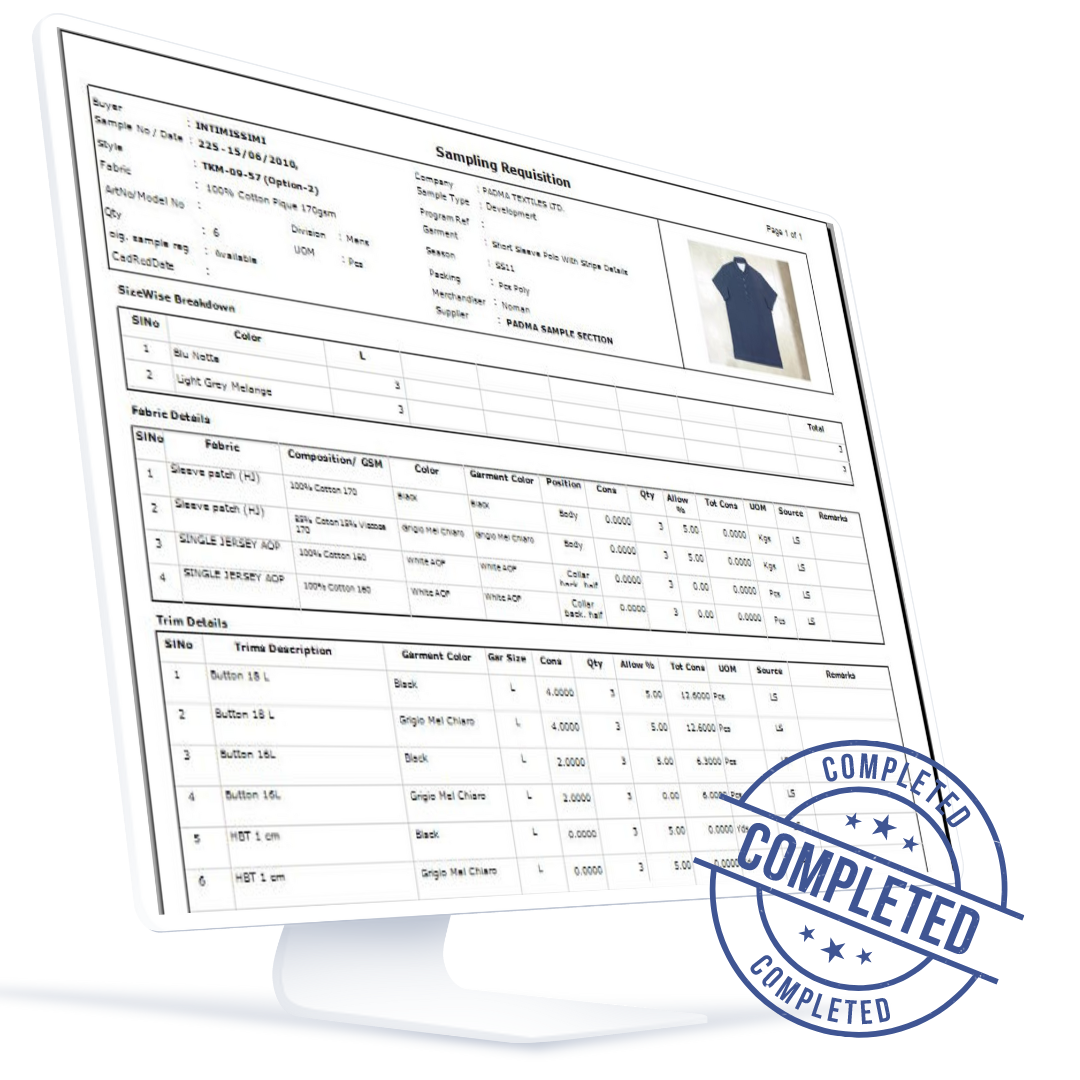 Sampling Requisition
Page 1 of 1
Buyer : INTIMISSIMI
Sample No / Date : 225 - 15/06/2010,
Style : TKM-09-57 (Option-2)
Fabric : 100% Cotton Pique 170gsm
ArtNo/Model No :
Qty : 6 Division : Mens
oig. sample reg : Available UOM : Pcs
CadRcdDate :
Company : PADMA TEXTILES LTD.
Sample Type : Development
Program Ref :
Garment : Short Sleeve Polo With Stripe Details
Season : SS11
Packing : Pcs Poly
Merchandiser : Noman
Supplier : PADMA SAMPLE SECTION
SizeWise Breakdown
SlNo Color L Total
1 Blu Notte 3 3
2 Light Grey Melange 3 3
Fabric Details
SlNo Fabric Composition/ GSM Color Garment Color Position Cons Qty Allow % Tot Cons UOM Source Remarks
1 Sleeve patch (HJ) 100% Cotton 170 Black Black Body 0.0000 3 5.00 0.0000 Kgs LS
2 Sleeve patch (HJ) Viscose 170 Grigio Mel Chiaro Grigio Mel Chiaro Body 0.0000 3 5.00 0.0000 Kgs LS
3 SINGLE JERSEY AOP 100% Cotton 160 White AOP White AOP Collar back, half 0.0000 3 0.00 0.0000 Pcs LS
4 SINGLE JERSEY AOP 100% Cotton 160 White AOP White AOP Collar back, half 0.0000 3 0.00 0.0000 Pcs LS
Trim Details
SlNo Trims Description Garment Color Gar Size Cons Qty Allow % Tot Cons UOM Source Remarks
1 Button 18 L Black L 4.0000 3 5.00 12.6000 Pcs LS
2 Button 18 L Grigio Mel Chiaro L 4.0000 3 5.00 12.6000 Pcs LS
3 Button 16L Black L 2.0000 3 5.00 6.3000 Pcs
4 Button 16L Grigio Mel Chiaro L 2.0000 3 0.00 6.0000 Pcs LS
5 HBT 1 cm Black L 0.0000 3 5.00 0.0000 Yds
6 HBT 1 cm Grigio Mel Chiaro L 0.0000 3 5.00 0.0000
COMPLETED
COMPLETED
COMPLETED